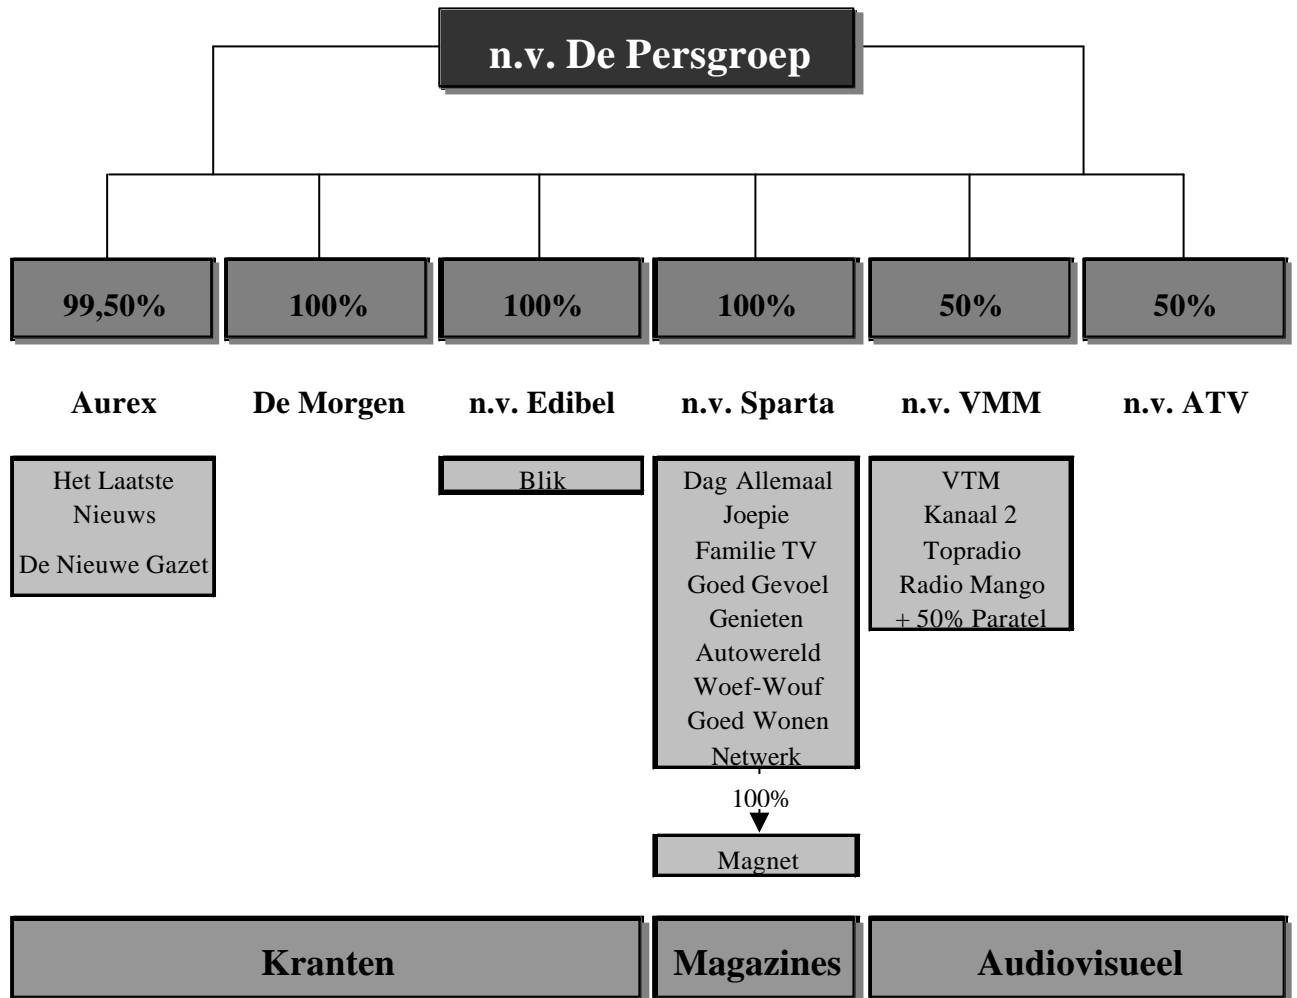 n.v. De Persgroep
99,50%
100%
100%
100%
50%
50%
Aurex
De Morgen
n.v. Edibel
n.v. Sparta
n.v. VMM
n.v. ATV
Het Laatste
Nieuws
De Nieuwe Gazet
Blik
Dag Allemaal
Joepie
Familie TV
Goed Gevoel
Genieten
Autowereld
Woef-Wouf
Goed Wonen
Netwerk
100%
Magnet
VTM
Kanaal 2
Topradio
Radio Mango
+ 50% Paratel
Kranten
Magazines
Audiovisueel